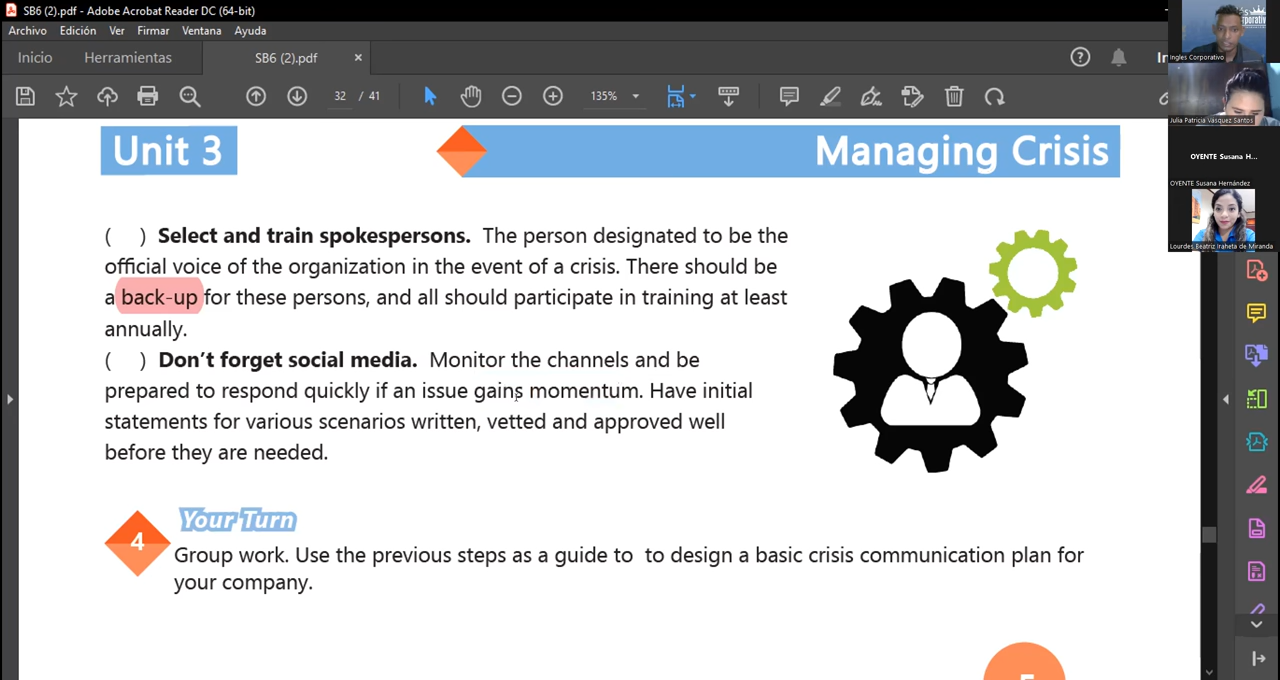 SB6 (2).pdf - Adobe Acrobat Reader DC (64-bit)
Archivo Edición Ver Firmar Ventana Ayuda
Inicio Herramientas SB6 (2).pdf
32 / 41 135%
Ingles Corporativo
Julia Patricia Vasquez Santos
OYENTE Susana H...
OYENTE Susana Hernández
Lourdes Beatriz Iraheta de Miranda
Unit 3 Managing Crisis
( ) Select and train spokespersons. The person designated to be the
official voice of the organization in the event of a crisis. There should be
a back-up for these persons, and all should participate in training at least
annually.
( ) Don’t forget social media. Monitor the channels and be
prepared to respond quickly if an issue gains momentum. Have initial
statements for various scenarios written, vetted and approved well
before they are needed.
4 Your Turn
Group work. Use the previous steps as a guide to to design a basic crisis communication plan for
your company.